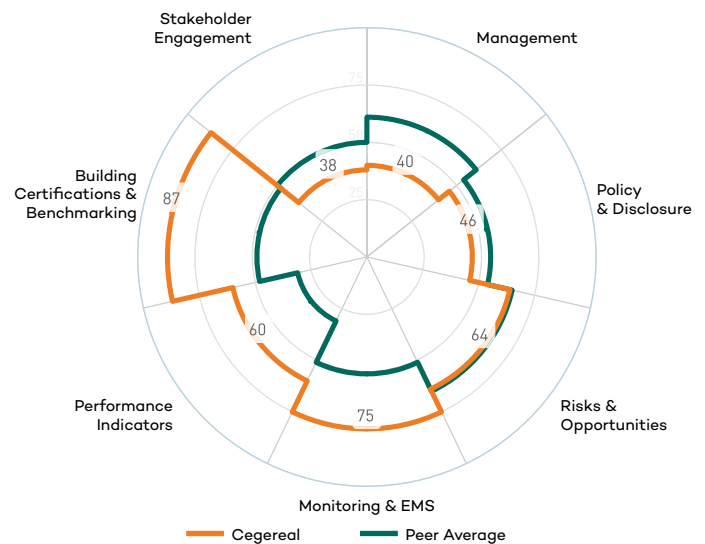 Stakeholder
Engagement
Management
75
50
38
40
25
Building
Certifications &
Benchmarking
87
46
Policy
& Disclosure
60
64
Performance
Indicators
75
Risks &
Opportunities
Monitoring & EMS
Cegereal
Peer Average